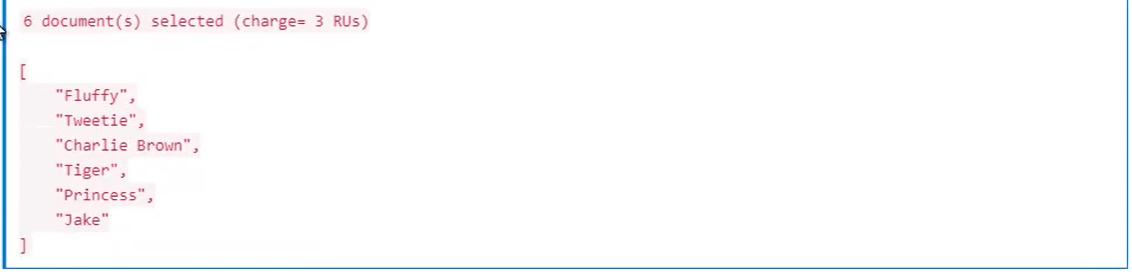 6 document(s) selected (charge= 3 RUs)
[
"Fluffy",
"Tweetie",
"Charlie Brown",
"Tiger",
"Princess",
"Jake"
]